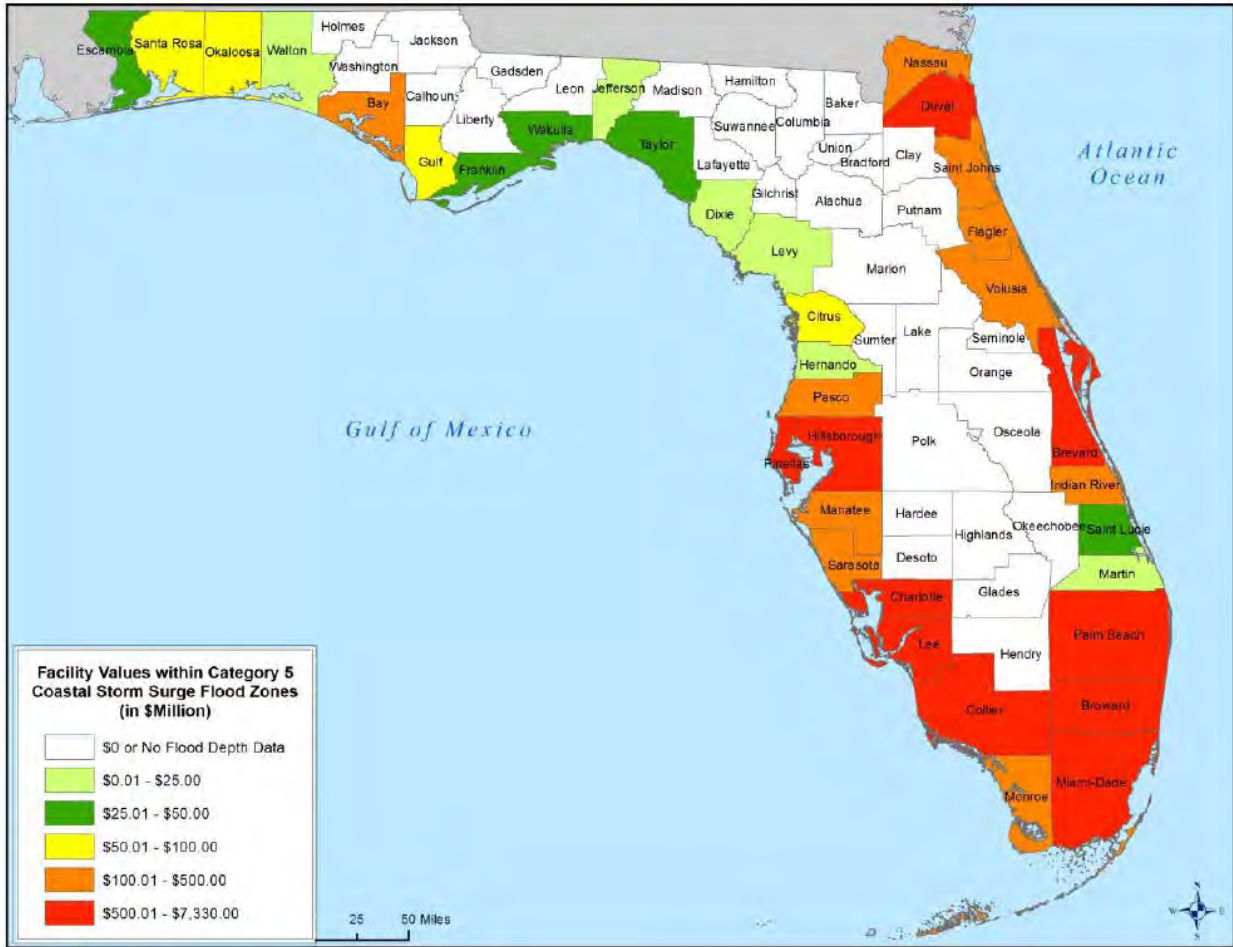 Escambia
Santa Rosa
Okaloosa
Walton
Holmes
Jackson
Washington
Bay
Calhoun
Gulf
Gadsden
Liberty
Leon
Franklin
Wakulla
Jefferson
Madison
Taylor
Hamilton
Suwannee
Lafayette
Columbia
Baker
Union
Bradford
Nassau
Duval
Clay
Saint Johns
Gilchrist
Alachua
Putnam
Dixie
Levy
Marion
Flagler
Volusia
Citrus
Sumter
Lake
Seminole
Hernando
Orange
Pasco
Hillsborough
Pinellas
Polk
Osceola
Brevard
Indian River
Manatee
Hardee
Highlands
Okeechobee
Saint Lucie
Sarasota
Desoto
Martin
Charlotte
Glades
Lee
Hendry
Palm Beach
Collier
Broward
Monroe
Miami-Dade
Atlantic
Ocean
Gulf of Mexico
Facility Values within Category 5
Coastal Storm Surge Flood Zones
(in $Million)
$0 or No Flood Depth Data
$0.01 - $25.00
$25.01 - $50.00
$50.01 - $100.00
$100.01 - $500.00
$500.01 - $7,330.00
25 50 Miles
N
W E
S